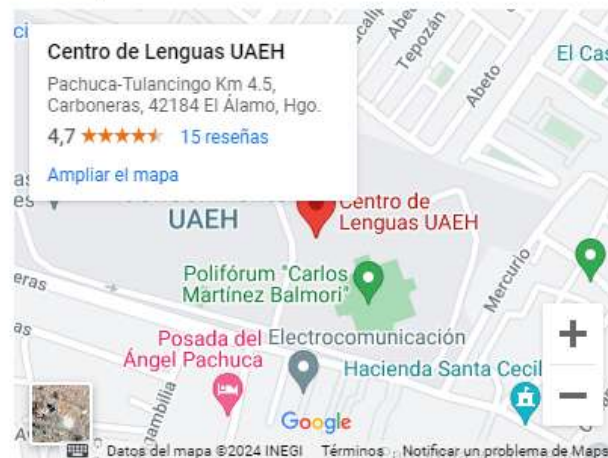 Centro de Lenguas UAEH
Pachuca-Tulancingo Km 4.5,
Carboneras, 42184 El Álamo, Hgo.
4,7
15 reseñas
Ampliar el mapa
Tepozán
Abeto
El Cas
UAEH
Centro de
Lenguas UAEH
Polifórum "Carlos
Martínez Balmori"
Mercurio
eras
as
Posada del
Ángel Pachuca
Electrocomunicación
Hacienda Santa Cecil
+
−
Google
Datos del mapa ©2024 INEGI
Términos
Notificar un problema de Maps